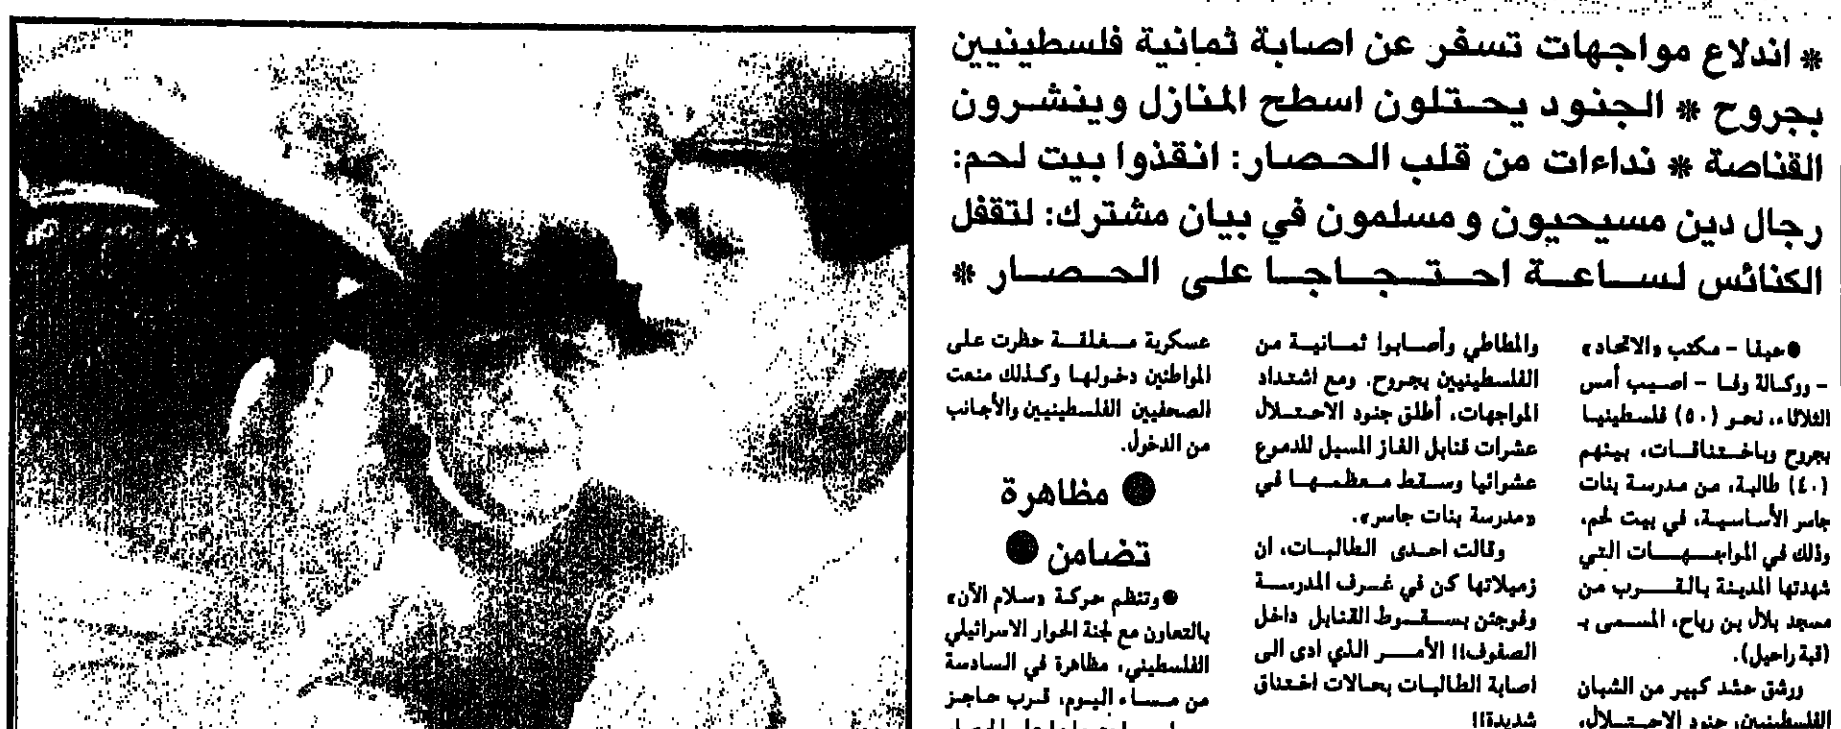 * اندلاع مواجهات تسفر عن اصابة ثمانية فلسطينيين
بجروح * الجنود يحتلون اسطح المنازل وينشرون
القناصة * نداءات من قلب الحصار: انقذوا بيت لحم:
رجال دين مسيحيون ومسلمون في بيان مشترك: لتقفل
الكنائس لساعة احتجاجا على الحصار *
● حيفا - مكتب «الاتحاد»
- ووكالة وفا - اصيب أمس
الثلاثاء، نحو (٥٠) فلسطينيا
بجروح وباختناقات، بينهم
(٤٠) طالبة، من مدرسة بنات
جاسر الأساسية، في بيت لحم،
وذلك في المواجهات التي
شهدتها المدينة بالقرب من
مسجد بلال بن رباح، المسمى بـ
(قبة راحيل).
ورشق حشد كبير من الشبان
الفلسطينيين، جنود الاحتلال،
والمطاطي وأصابوا ثمانية من
الفلسطينيين بجروح. ومع اشتداد
المواجهات، أطلق جنود الاحتلال
عشرات قنابل الغاز المسيل للدموع
عشوائيا وسقط معظمها في
«مدرسة بنات جاسر».
وقالت احدى الطالبات، ان
زميلاتها كن في غرف المدرسة
وفوجئن بسقوط القنابل داخل
الصفوف!! الأمر الذي ادى الى
اصابة الطالبات بحالات اختناق
شديدة!!
عسكرية مغلقة حظرت على
المواطنين دخولها وكذلك منعت
الصحفيين الفلسطينيين والأجانب
من الدخول.
● مظاهرة
تضامن ●
● وتنظم حركة «سلام الآن»
بالتعاون مع لجنة الحوار الاسرائيلي
الفلسطيني، مظاهرة في السادسة
من مساء اليوم، قرب حاجز